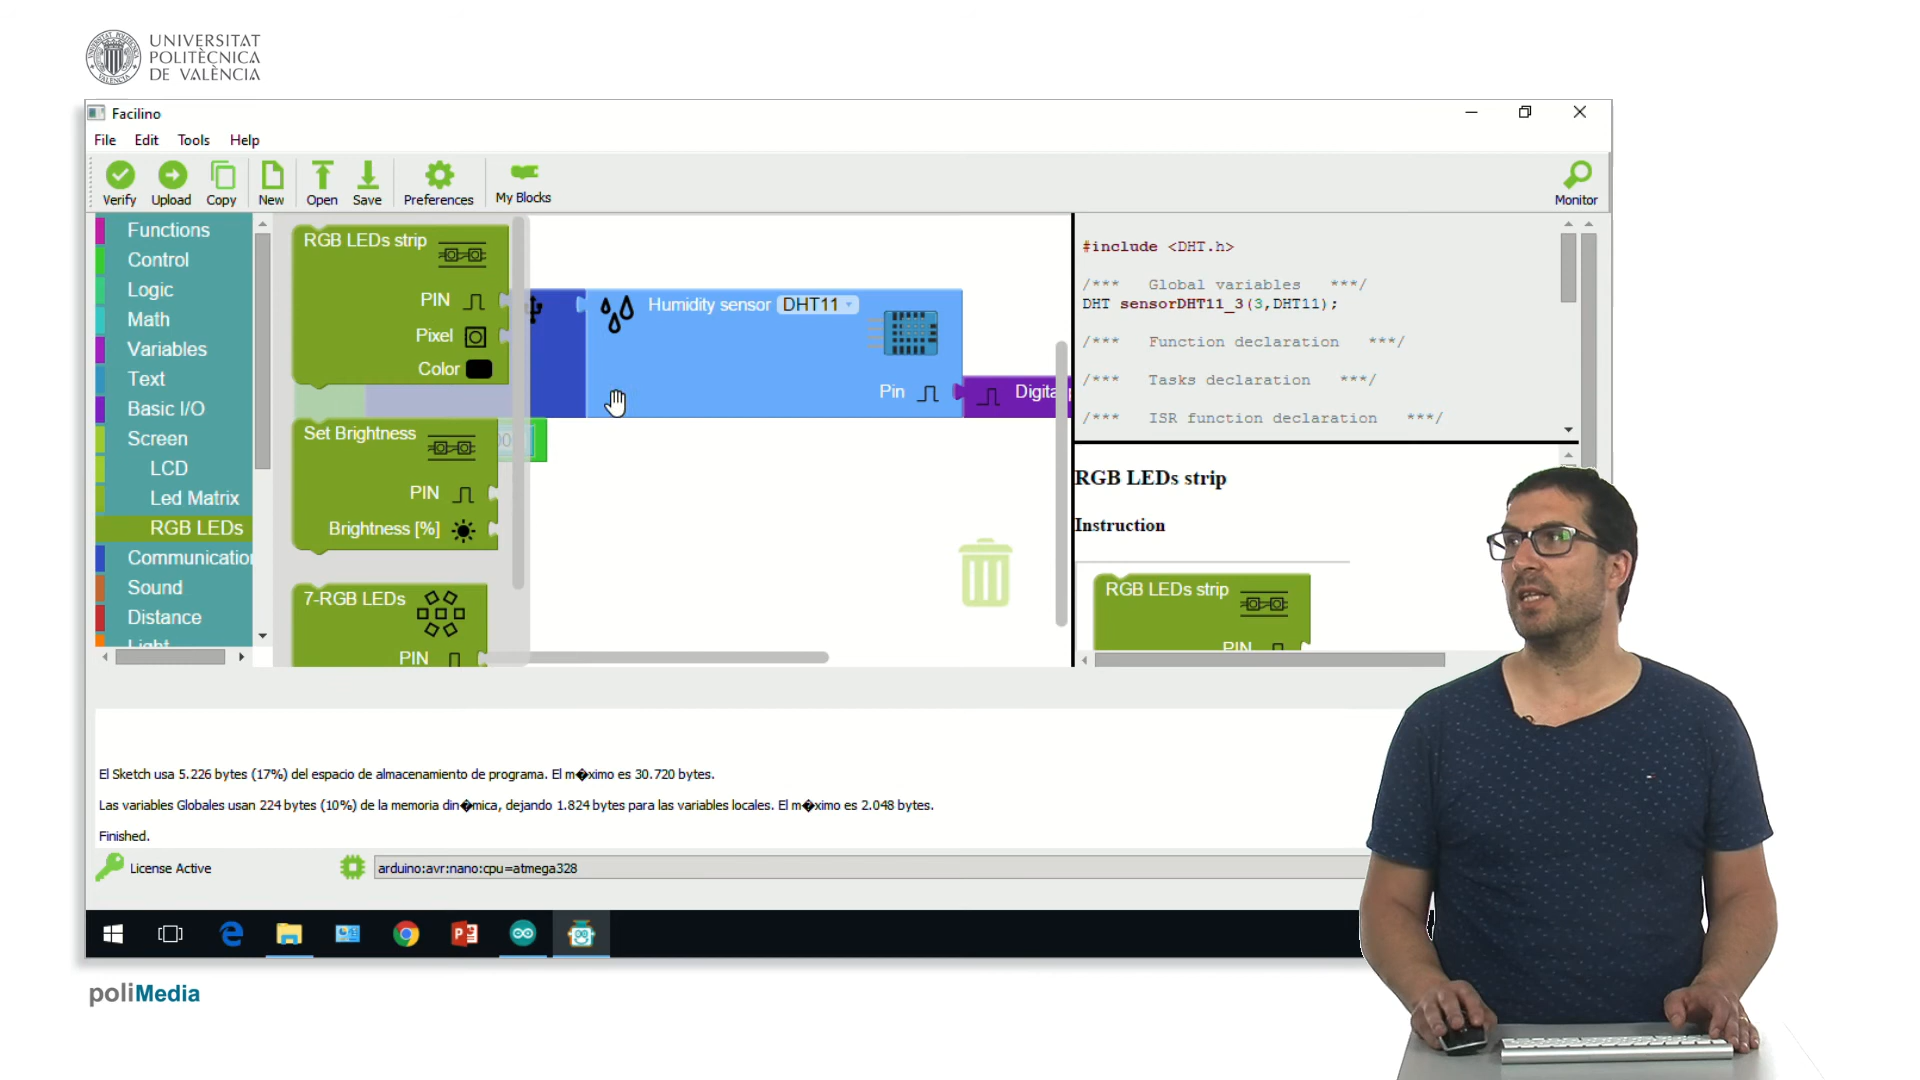 UNIVERSITAT
POLITÈCNICA
DE VALÈNCIA
Facilino
File Edit Tools Help
Verify Upload Copy New Open Save Preferences My Blocks Monitor
Functions
Control
Logic
Math
Variables
Text
Basic I/O
Screen
LCD
Led Matrix
RGB LEDs
Communication
Sound
Distance
Light
RGB LEDs strip
PIN
Pixel
Color
Set Brightness
PIN
Brightness [%]
7-RGB LEDs
PIN
Humidity sensor DHT11
Pin
Digita
#include <DHT.h>
/*** Global variables ***/
DHT sensorDHT11_3(3,DHT11);
/*** Function declaration ***/
/*** Tasks declaration ***/
/*** ISR function declaration ***/
RGB LEDs strip
Instruction
RGB LEDs strip
PIN
El Sketch usa 5.226 bytes (17%) del espacio de almacenamiento de programa. El m�ximo es 30.720 bytes.
Las variables Globales usan 224 bytes (10%) de la memoria din�mica, dejando 1.824 bytes para las variables locales. El m�ximo es 2.048 bytes.
Finished.
License Active
arduino:avr:nano:cpu=atmega328
poliMedia